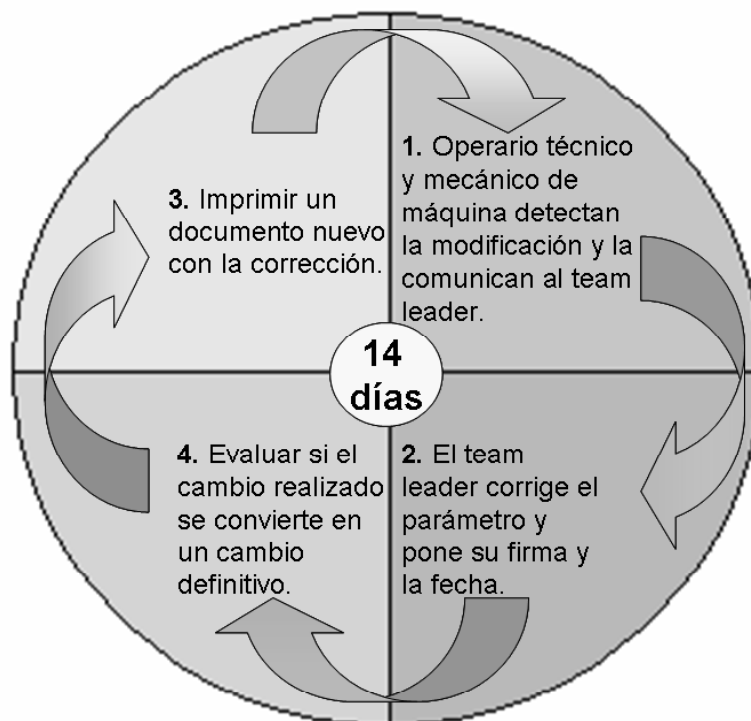 1. Operario técnico
y mecánico de
máquina detectan
la modificación y la
comunican al team
leader.
2. El team
leader corrige el
parámetro y
pone su firma y
la fecha.
3. Imprimir un
documento nuevo
con la corrección.
4. Evaluar si el
cambio realizado
se convierte en
un cambio
definitivo.
14
días